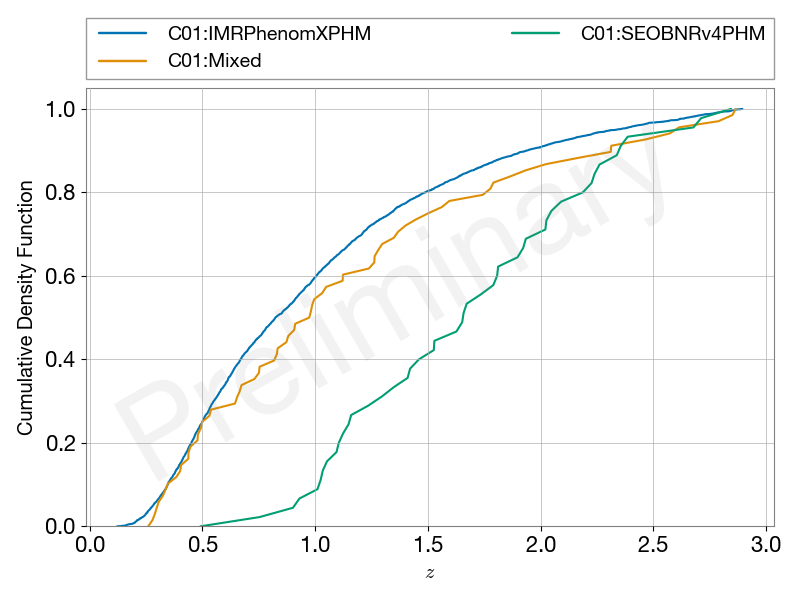 C01:IMRPhenomXPHM
C01:Mixed
C01:SEOBNRv4PHM
Cumulative Density Function
1.0
0.8
0.6
0.4
0.2
0.0
Preliminary
0.0 0.5 1.0 1.5 2.0 2.5 3.0
z